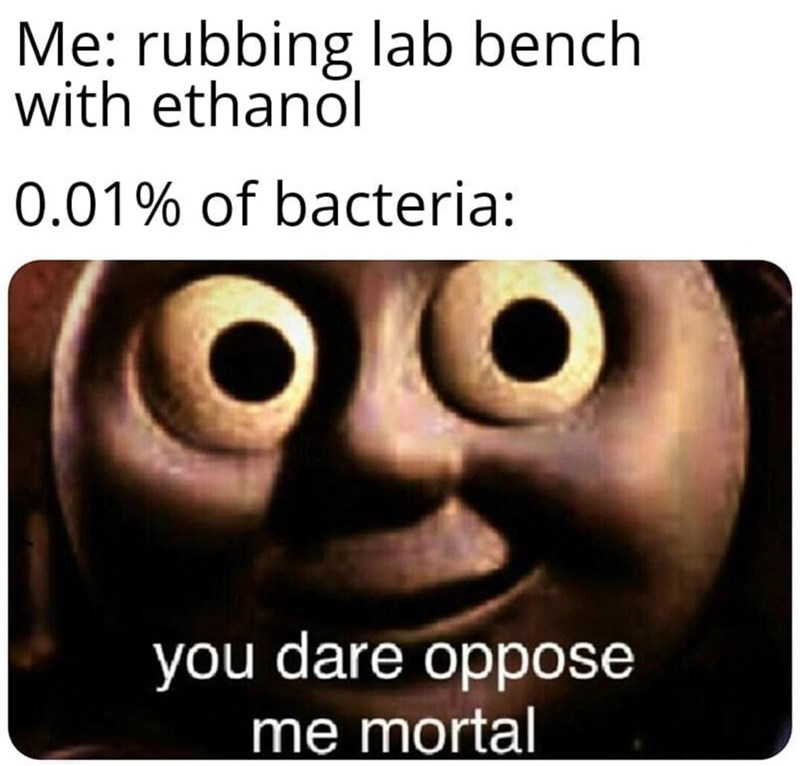 Me: rubbing lab bench
with ethanol
0.01% of bacteria:
you dare oppose
me mortal